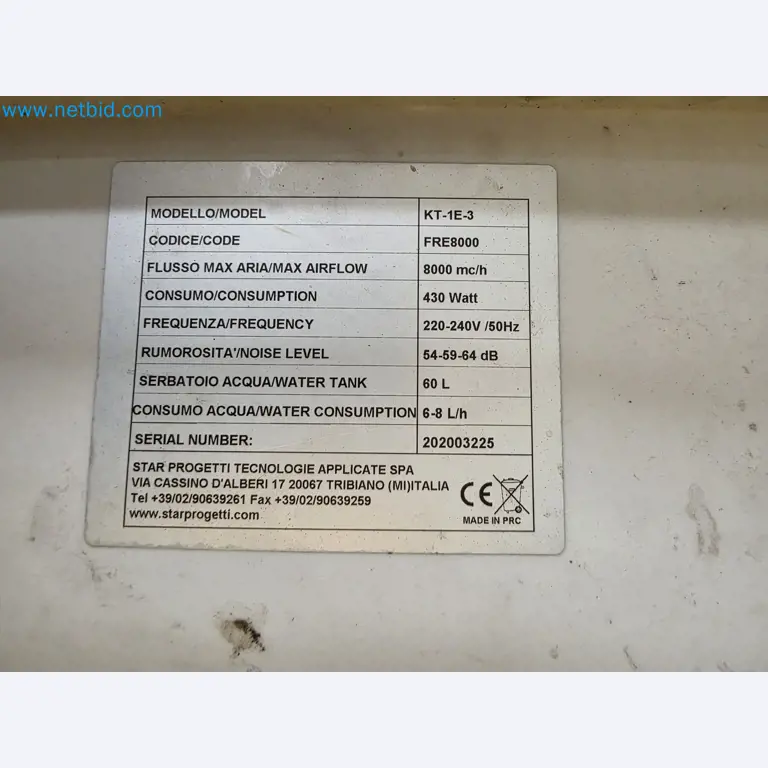 www.netbid.com
MODELLO/MODEL KT-1E-3
CODICE/CODE FRE8000
FLUSSO MAX ARIA/MAX AIRFLOW 8000 mc/h
CONSUMO/CONSUMPTION 430 Watt
FREQUENZA/FREQUENCY 220-240V /50Hz
RUMOROSITA'/NOISE LEVEL 54-59-64 dB
SERBATOIO ACQUA/WATER TANK 60 L
CONSUMO ACQUA/WATER CONSUMPTION 6-8 L/h
SERIAL NUMBER: 202003225
STAR PROGETTI TECNOLOGIE APPLICATE SPA
VIA CASSINO D'ALBERI 17 20067 TRIBIANO (MI)ITALIA
Tel +39/02/90639261 Fax +39/02/90639259
www.starprogetti.com
CE
MADE IN PRC